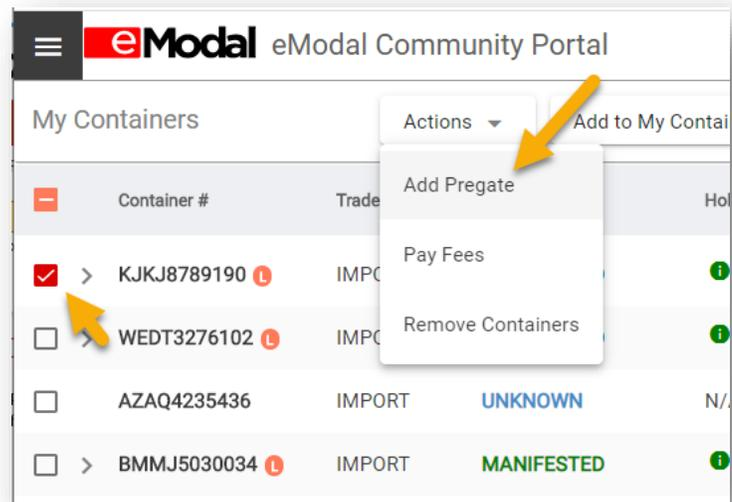 eModal eModal Community Portal
My Containers Actions Add to My Contai
Add Pregate
Container # Trade Hol
Pay Fees
KJKJ8789190 L IMPO
Remove Containers
WEDT3276102 L IMPO
AZAQ4235436 IMPORT UNKNOWN N/
BMMJ5030034 L IMPORT MANIFESTED